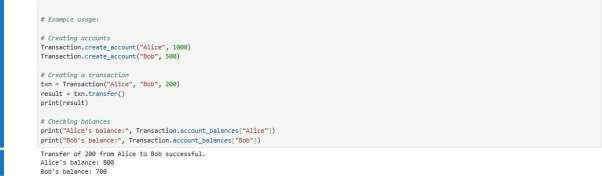 # Example usage:
# Creating accounts
Transaction.create_account("Alice", 1000)
Transaction.create_account("Bob", 500)
# Creating a transaction
txn = Transaction("Alice", "Bob", 200)
result = txn.transfer()
print(result)
# Checking balances
print("Alice's balance:", Transaction.account_balances["Alice"])
print("Bob's balance:", Transaction.account_balances["Bob"])
Transfer of 200 from Alice to Bob successful.
Alice's balance: 800
Bob's balance: 700